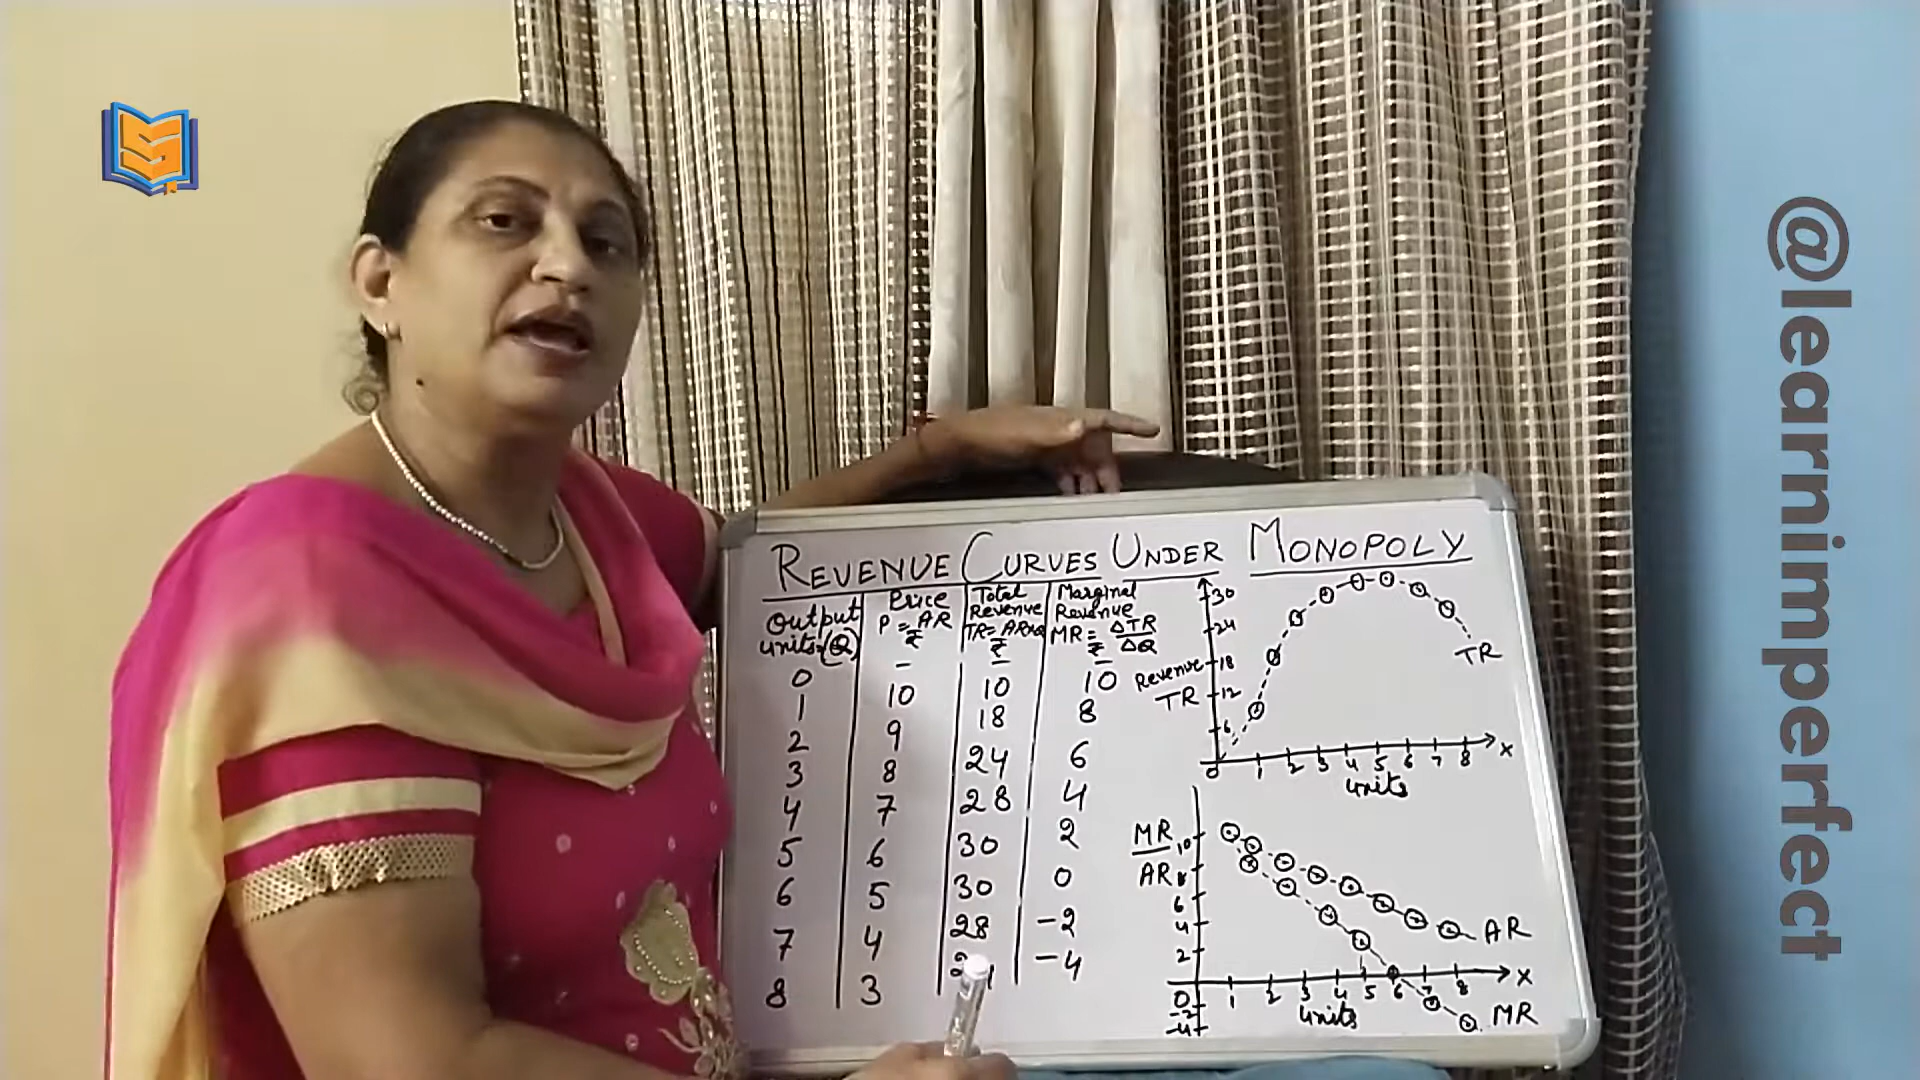 REVENUE CURVES UNDER MONOPOLY
Output units (Q)
Price P = AR ₹
Total Revenue TR = AR×Q ₹
Marginal Revenue MR = ΔTR/ΔQ ₹
0 - - -
1 10 10 10
2 9 18 8
3 8 24 6
4 7 28 4
5 6 30 2
6 5 30 0
7 4 28 -2
8 3 -4
30
24
18
12
6
Revenue
TR
TR
0 1 2 3 4 5 6 7 8 X
units
MR
AR
10
8
6
4
2
AR
0 1 2 3 4 5 6 7 8 X
-2
-4
units
MR
@learnimperfect
S